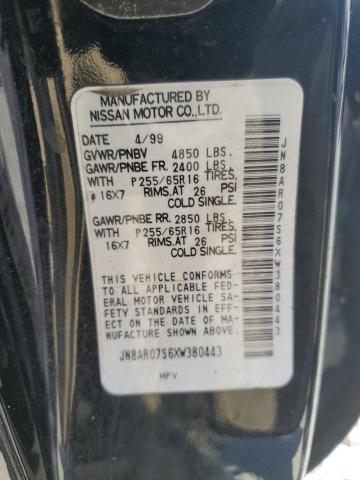 MANUFACTURED BY
NISSAN MOTOR CO., LTD.
DATE 4/99
GVWR/PNBV 4850 LBS.
GAWR/PNBE FR. 2400 LBS.
WITH P255/65R16 TIRES,
16X7 RIMS, AT 26 PSI
COLD SINGLE.
GAWR/PNBE RR. 2850 LBS.
WITH P255/65R16 TIRES,
16X7 RIMS, AT 26 PSI
COLD SINGLE.
THIS VEHICLE CONFORMS
TO ALL APPLICABLE FED-
ERAL MOTOR VEHICLE SAF-
ETY STANDARDS IN EFF-
ECT ON THE DATE OF MA-
NUFACTURE SHOWN ABOVE.
JN8AR07S6XW380443
MPV
JN8AR07S6XW380443